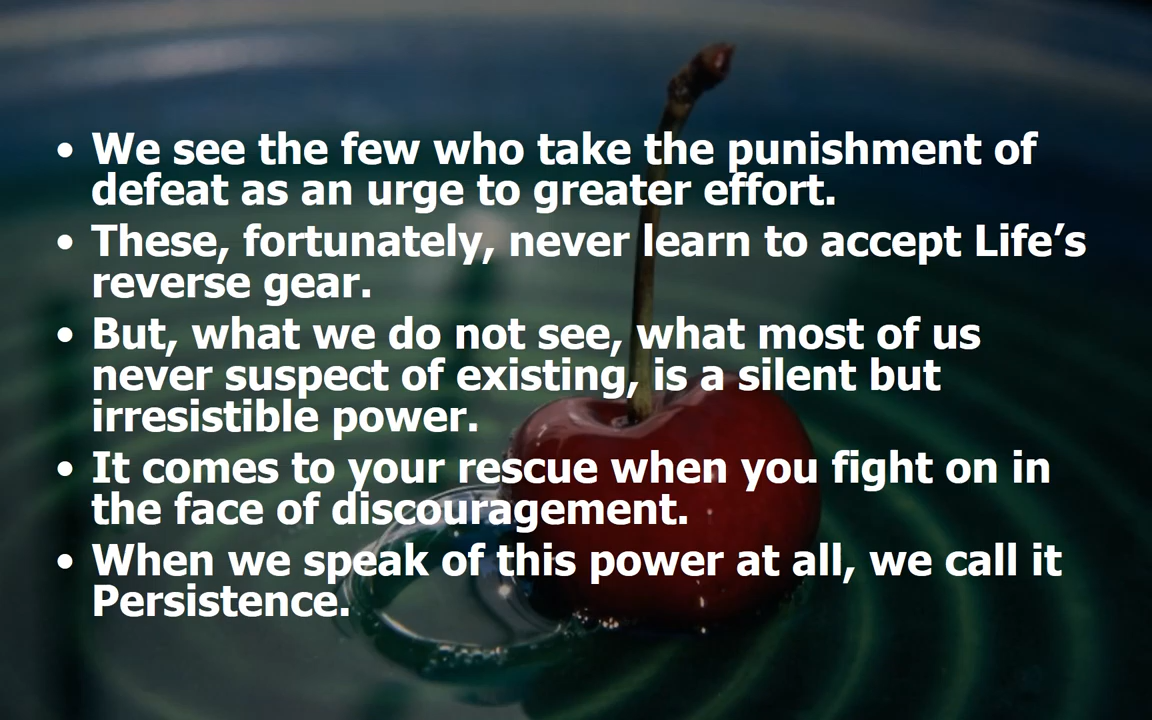 • We see the few who take the punishment of
defeat as an urge to greater effort.
• These, fortunately, never learn to accept Life’s
reverse gear.
• But, what we do not see, what most of us
never suspect of existing, is a silent but
irresistible power.
• It comes to your rescue when you fight on in
the face of discouragement.
• When we speak of this power at all, we call it
Persistence.